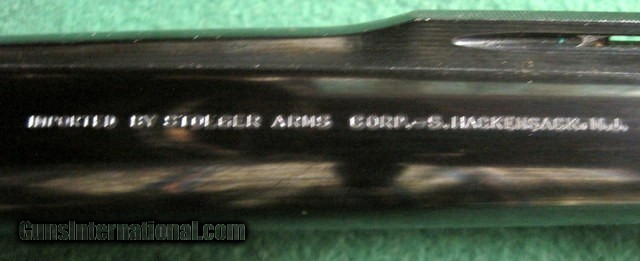 IMPORTED BY STOEGER ARMS CORP.-S.HACKENSACK.N.J.
GunsInternational.com